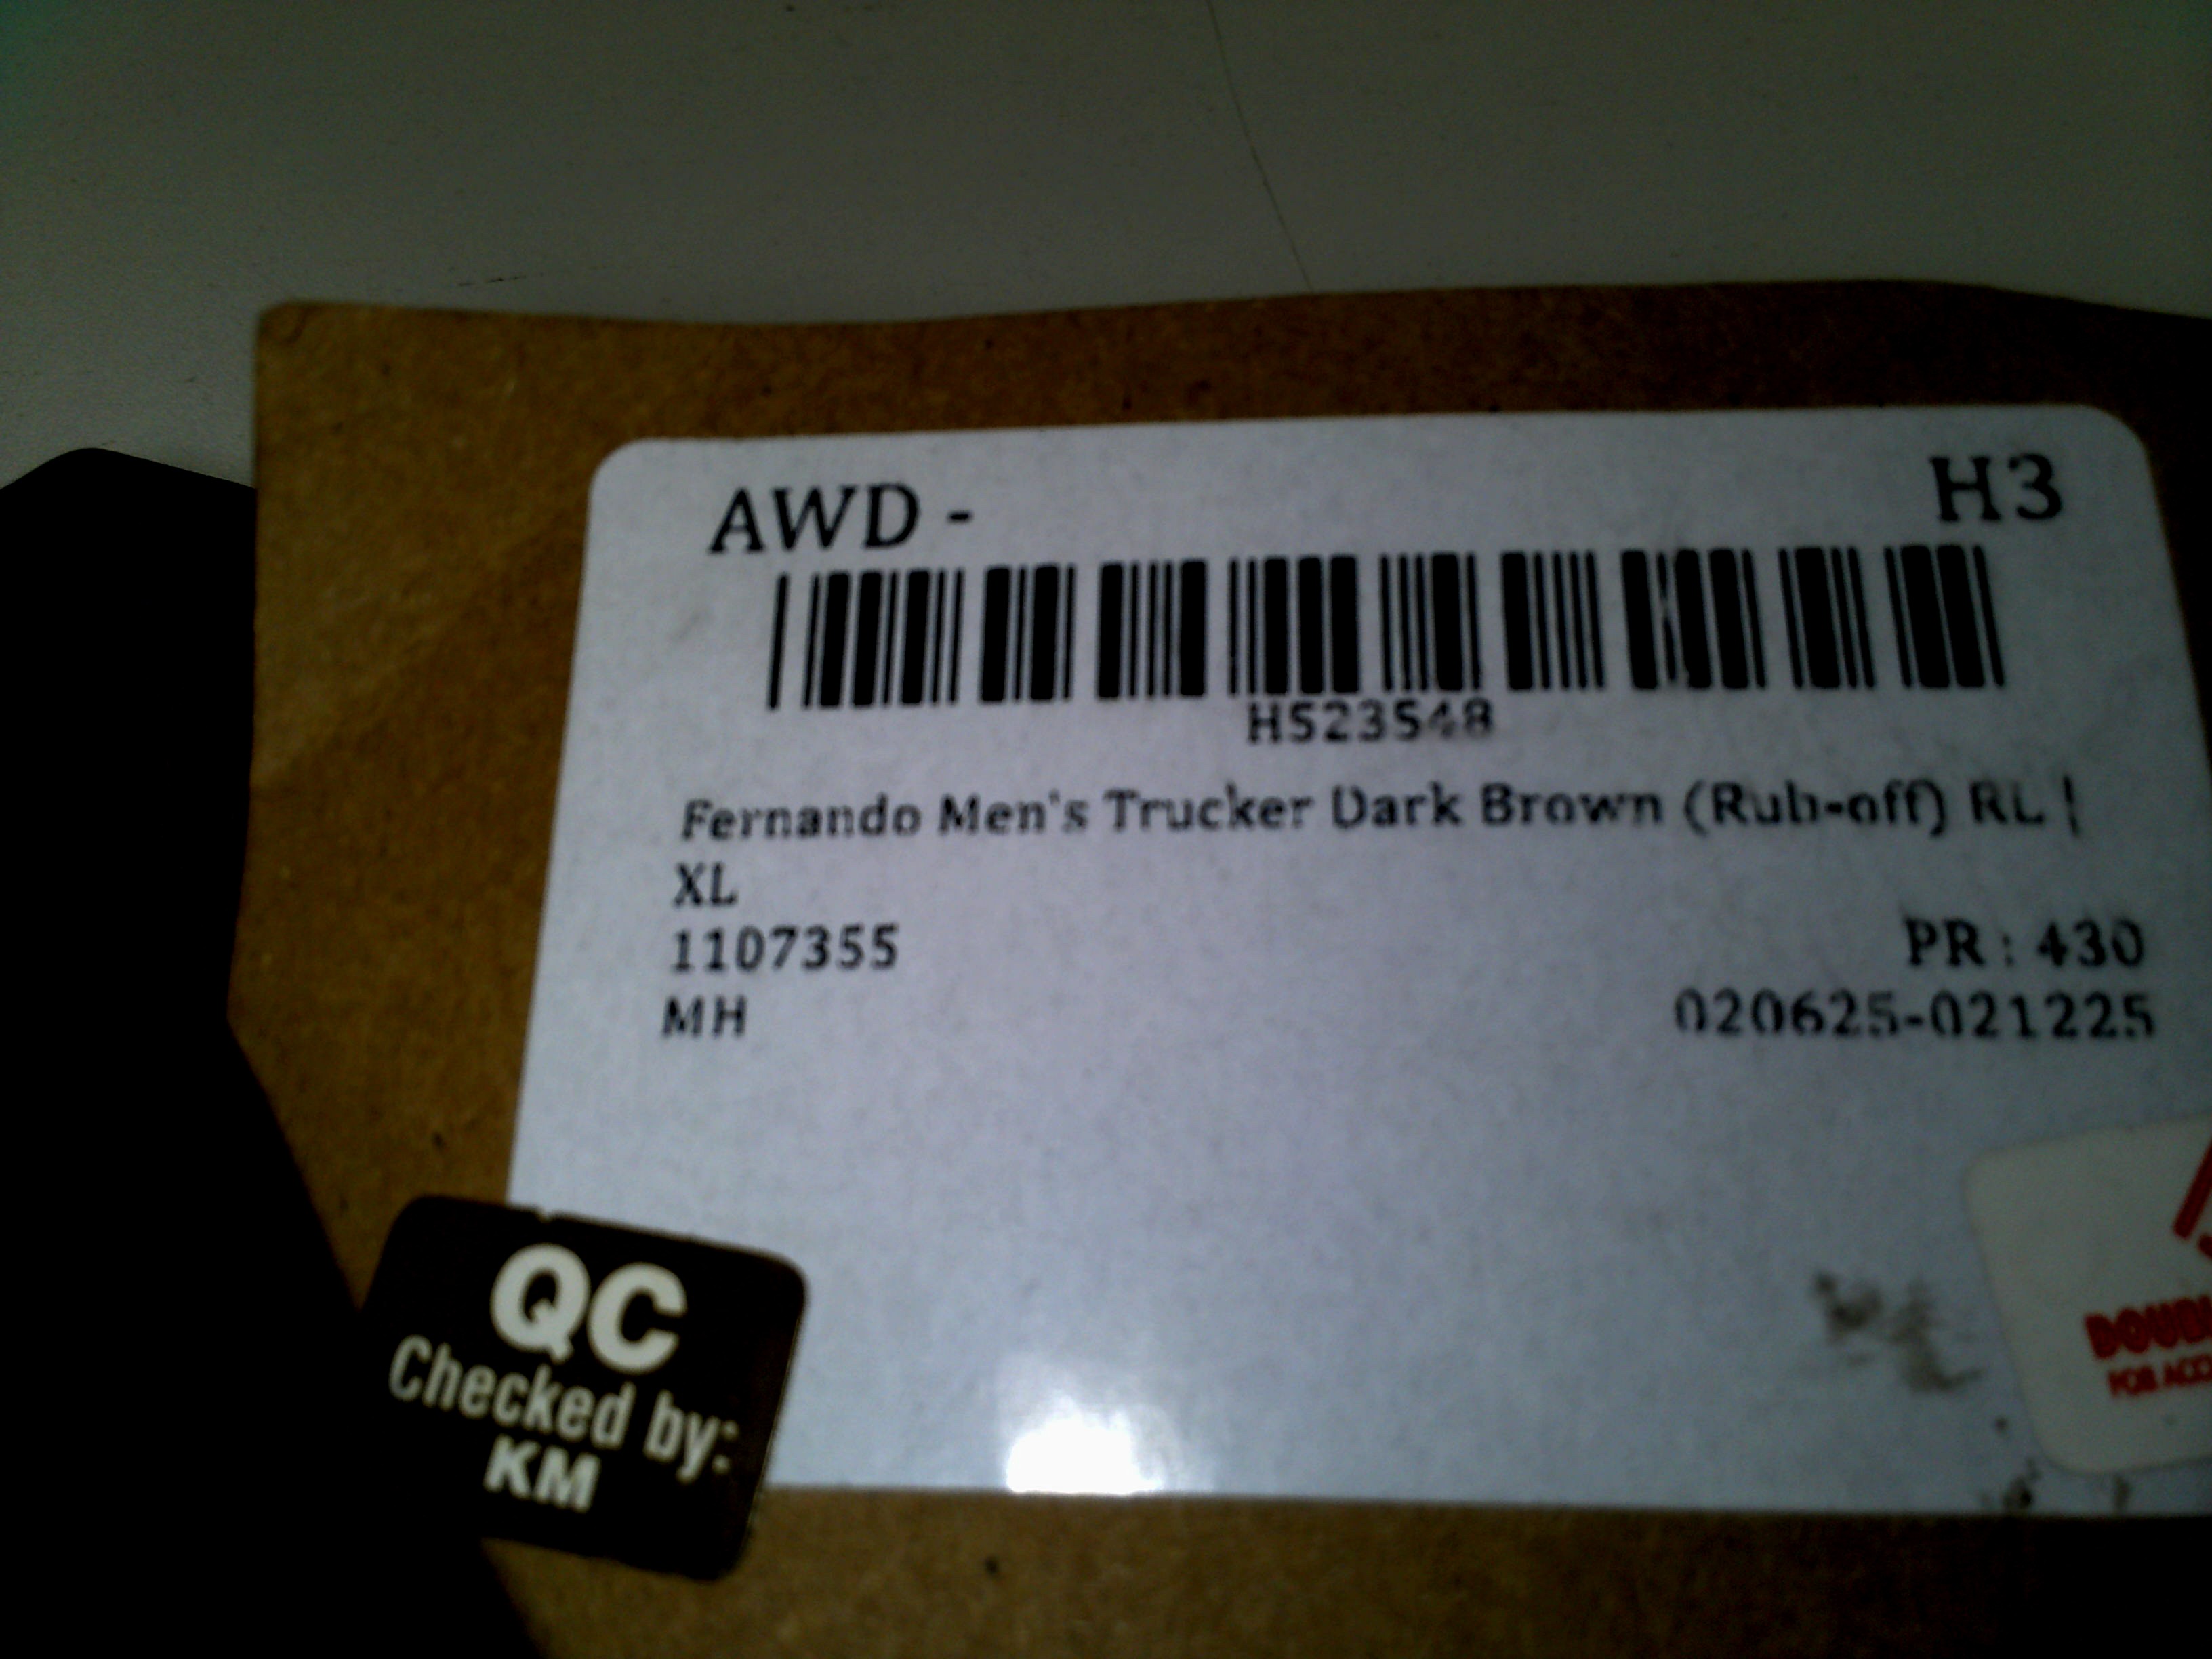 AWD - H3
H523548
Fernando Men's Trucker Dark Brown (Rub-off) RL |
XL
1107355 PR : 430
MH 020625-021225
QC
Checked by:
KM
FOR